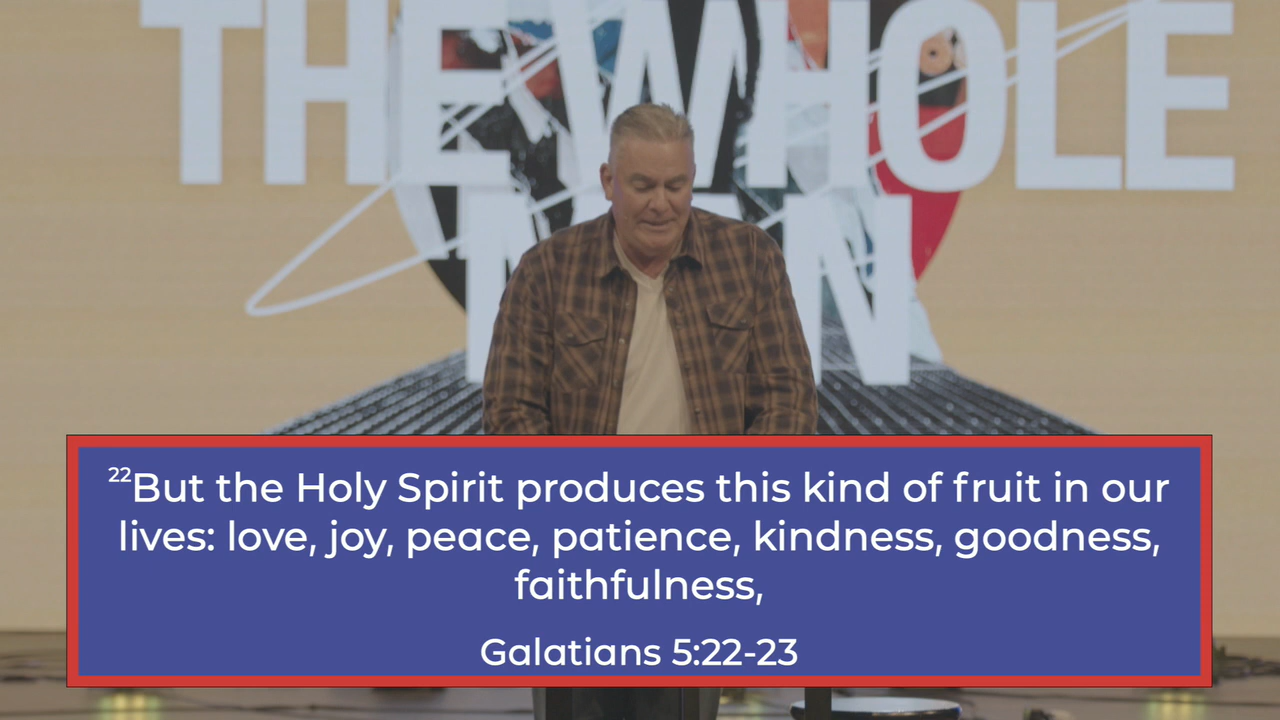 THE WHOLE
MAN
²²But the Holy Spirit produces this kind of fruit in our
lives: love, joy, peace, patience, kindness, goodness,
faithfulness,
Galatians 5:22-23